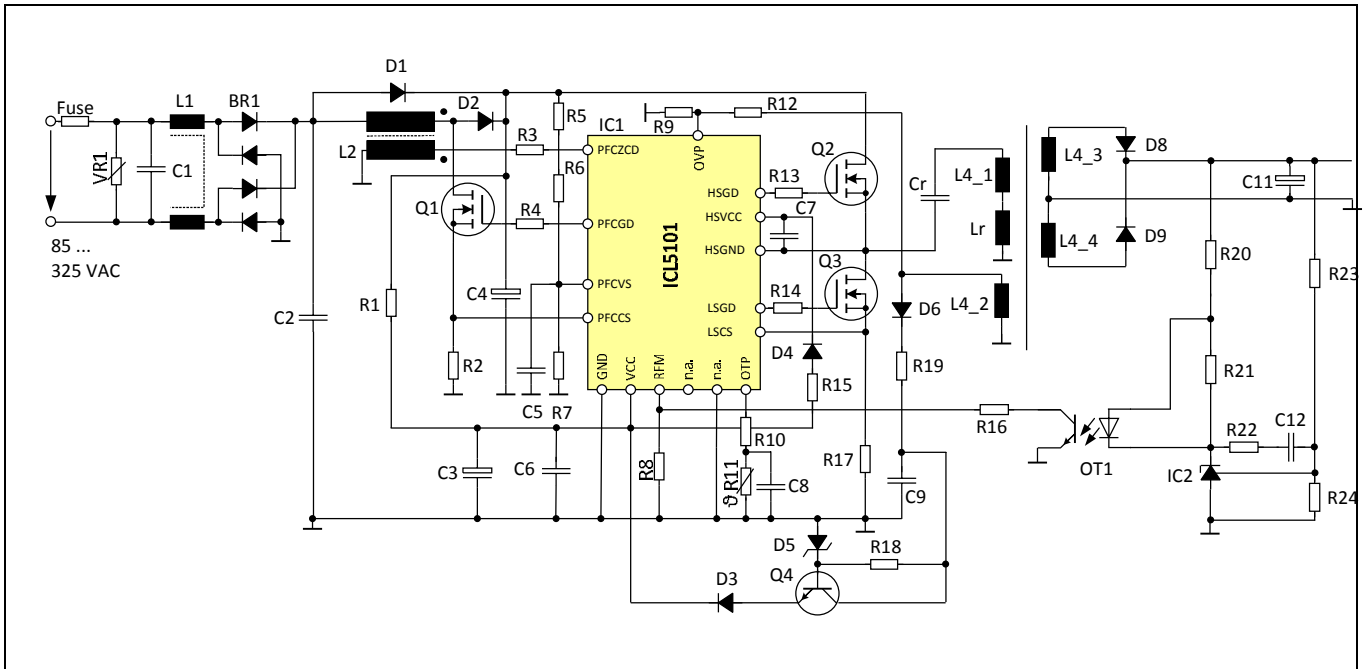 D1
Fuse
L1
BR1
D2
R5
IC1
R9
R12
VR1
C1
L2
R3
PFCZCD
OVP
Q2
Cr
L4_1
L4_3
D8
C11
R6
Q1
R4
PFCGD
HSGD
R13
HSVCC
C7
HSGND
Lr
L4_4
D9
85 ...
325 VAC
ICL5101
Q3
R20
R23
C2
R1
C4
PFCVS
PFCCS
LSGD
R14
LSCS
D6
L4_2
R2
C5
R7
GND
VCC
RFM
n.a.
n.a.
OTP
D4
R15
R19
R21
R16
OT1
R22
C12
IC2
R24
C3
C6
R8
R10
ϑ R11
C8
R17
C9
D5
R18
Q4
D3